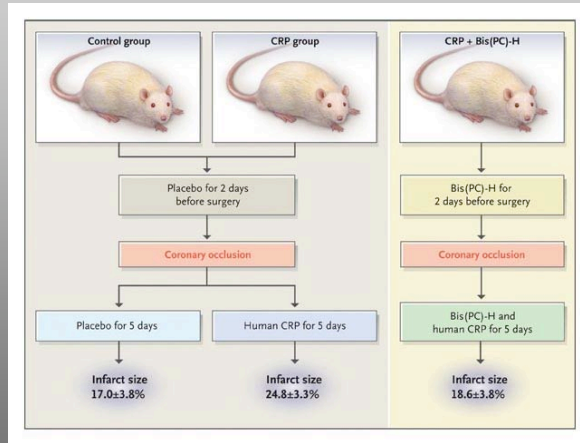 Control group
CRP group
CRP + Bis(PC)-H
Placebo for 2 days
before surgery
Bis(PC)-H for
2 days before surgery
Coronary occlusion
Coronary occlusion
Placebo for 5 days
Human CRP for 5 days
Bis(PC)-H and
human CRP for 5 days
Infarct size
17.0±3.8%
Infarct size
24.8±3.3%
Infarct size
18.6±3.8%